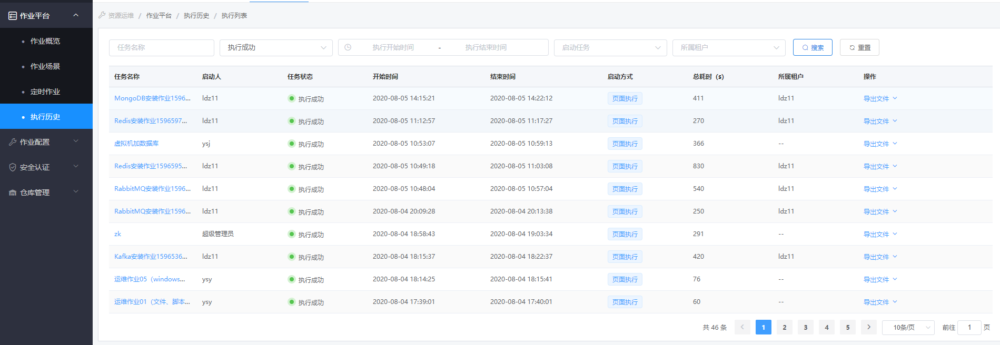 作业平台
作业概览
作业场景
定时作业
执行历史
作业配置
安全认证
仓库管理
资源运维 / 作业平台 / 执行历史 / 执行列表
任务名称 执行成功 执行开始时间 - 执行结束时间 启动任务 所属租户 搜索 重置
任务名称 启动人 任务状态 开始时间 结束时间 启动方式 总耗时（s） 所属租户 操作
MongoDB安装作业1596... ldz11 执行成功 2020-08-05 14:15:21 2020-08-05 14:22:12 页面执行 411 ldz11 导出文件
Redis安装作业1596597... ldz11 执行成功 2020-08-05 11:12:57 2020-08-05 11:17:27 页面执行 270 ldz11 导出文件
虚拟机加数据库 ysj 执行成功 2020-08-05 10:53:07 2020-08-05 10:59:13 页面执行 366 -- 导出文件
Redis安装作业1596595... ldz11 执行成功 2020-08-05 10:49:18 2020-08-05 11:03:08 页面执行 830 ldz11 导出文件
RabbitMQ安装作业1596... ldz11 执行成功 2020-08-05 10:48:04 2020-08-05 10:57:04 页面执行 540 ldz11 导出文件
RabbitMQ安装作业1596... ldz11 执行成功 2020-08-04 20:09:28 2020-08-04 20:13:38 页面执行 250 ldz11 导出文件
zk 超级管理员 执行成功 2020-08-04 18:58:43 2020-08-04 19:03:34 页面执行 291 -- 导出文件
Kafka安装作业1596536... ldz11 执行成功 2020-08-04 18:15:37 2020-08-04 18:22:37 页面执行 420 ldz11 导出文件
运维作业05（windows... ysy 执行成功 2020-08-04 18:14:25 2020-08-04 18:15:41 页面执行 76 -- 导出文件
运维作业01（文件、脚本... ysy 执行成功 2020-08-04 17:39:01 2020-08-04 17:40:01 页面执行 60 -- 导出文件
共 46 条 < 1 2 3 4 5 > 10条/页 前往 1 页